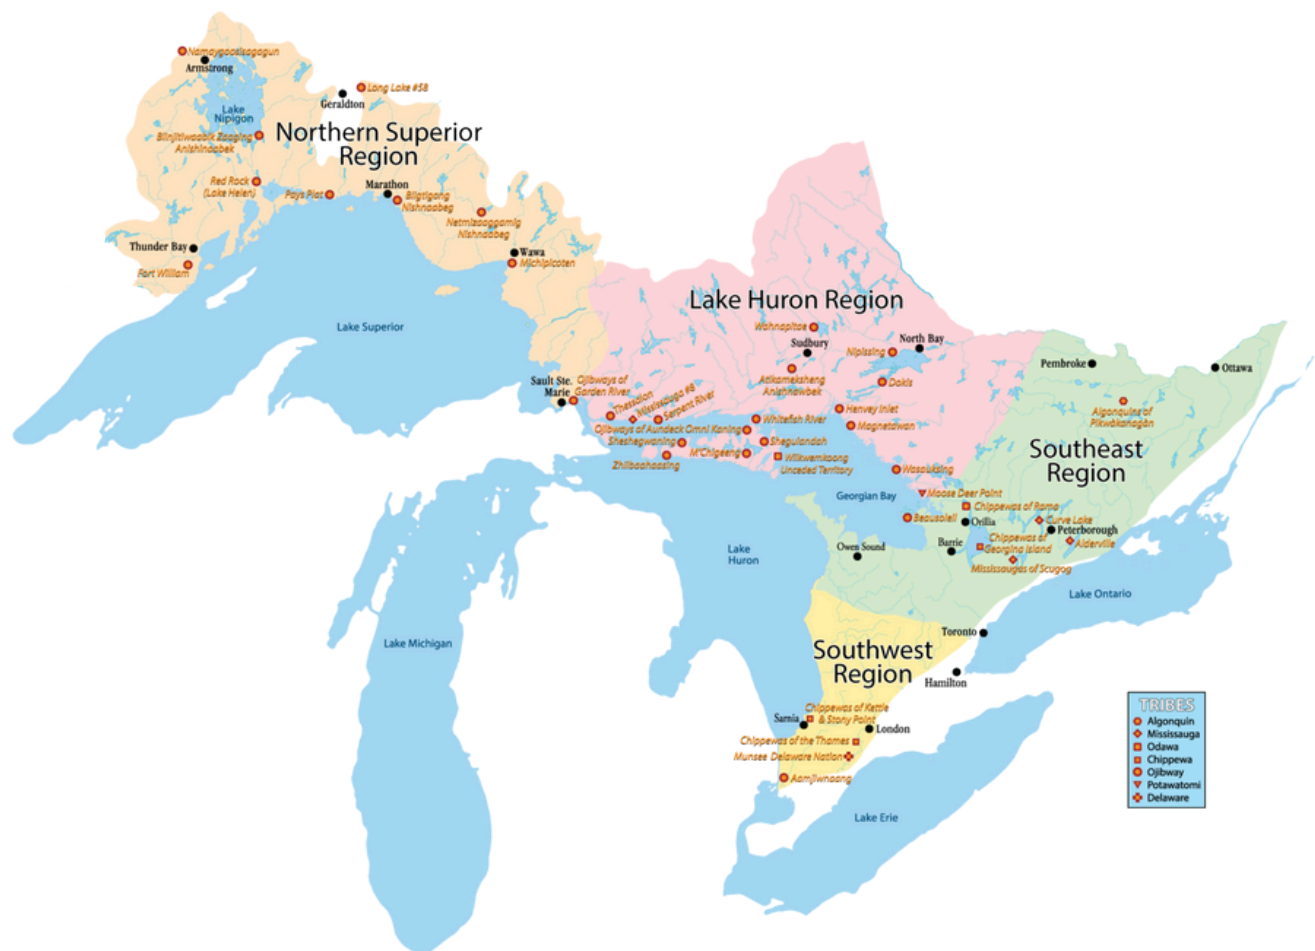 Namaygoosisagagun
Armstrong
Lake
Nipigon
Geraldton
Long Lake #58
Northern Superior
Region
Biinjitiwaabik Zaaging
Anishinaabek
Red Rock
(Lake Helen)
Pays Plat
Marathon
Biigtigong
Nishnaabeg
Netmizaaggamig
Nishnaabeg
Thunder Bay
Fort William
Wawa
Michipicoten
Lake Superior
Lake Huron Region
Wahnapitae
Sudbury
North Bay
Nipissing
Atikameksheng
Anishnawbek
Dokis
Pembroke
Ottawa
Sault Ste.
Marie
Ojibways of
Garden River
Thessalon
Mississauga #8
Serpent River
Whitefish River
Henvey Inlet
Magnetawan
Ojibways of Aundeck Omni Kaning
Sheshegwaning
Sheguiandah
M'Chigeeng
Zhiibaahaasing
Wiikwemkoong
Unceded Territory
Algonquins of
Pikwàkanagàn
Southeast
Region
Wasauksing
Georgian Bay
Moose Deer Point
Chippewas of Rama
Beausoleil
Orillia
Curve Lake
Peterborough
Alderville
Owen Sound
Barrie
Chippewas of
Georgina Island
Mississaugas of Scugog
Lake
Huron
Lake Ontario
Lake Michigan
Toronto
Southwest
Region
Hamilton
Chippewas of Kettle
& Stony Point
Sarnia
London
Chippewas of the Thames
Munsee Delaware Nation
Aamjiwnaang
Lake Erie
TRIBES
Algonquin
Mississauga
Odawa
Chippewa
Ojibway
Potawatomi
Delaware